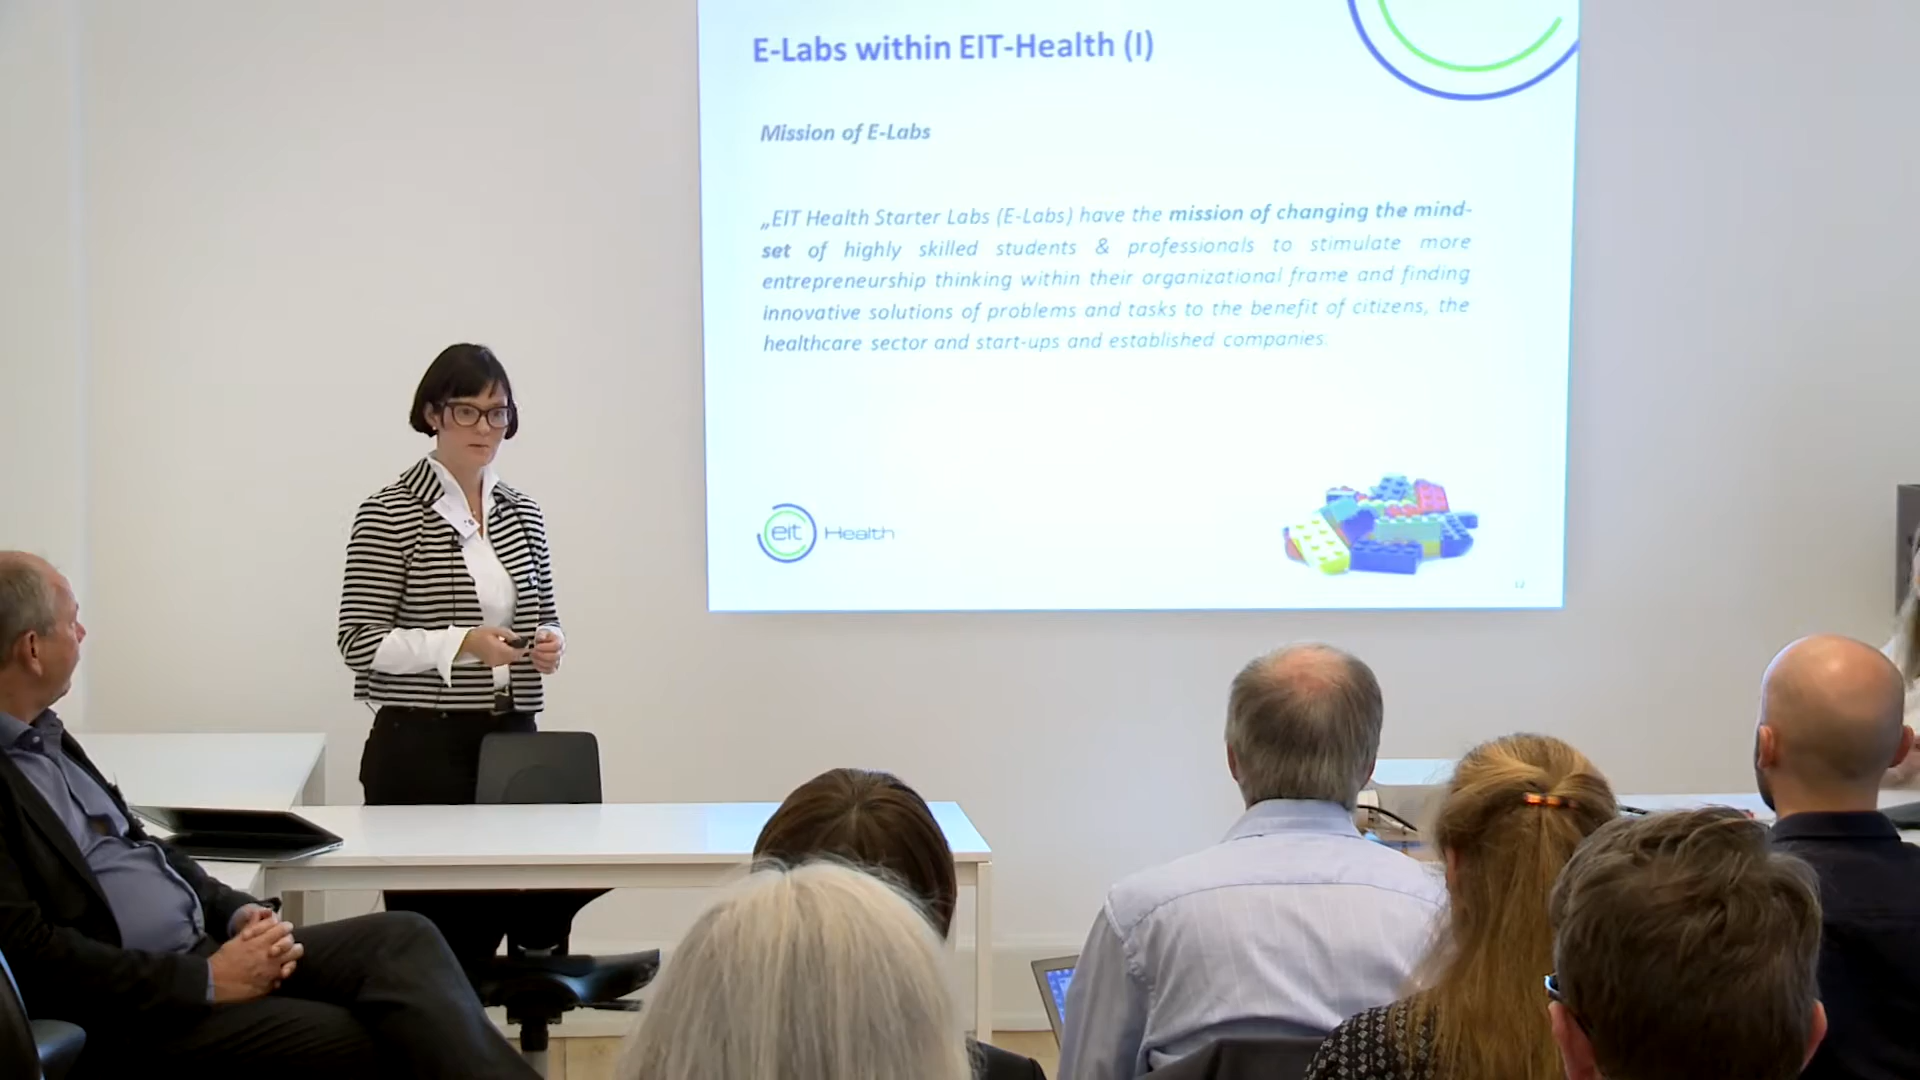 E-Labs within EIT-Health (I)
Mission of E-Labs
„EIT Health Starter Labs (E-Labs) have the mission of changing the mind-
set of highly skilled students & professionals to stimulate more
entrepreneurship thinking within their organizational frame and finding
innovative solutions of problems and tasks to the benefit of citizens, the
healthcare sector and start-ups and established companies.
eit Health
12